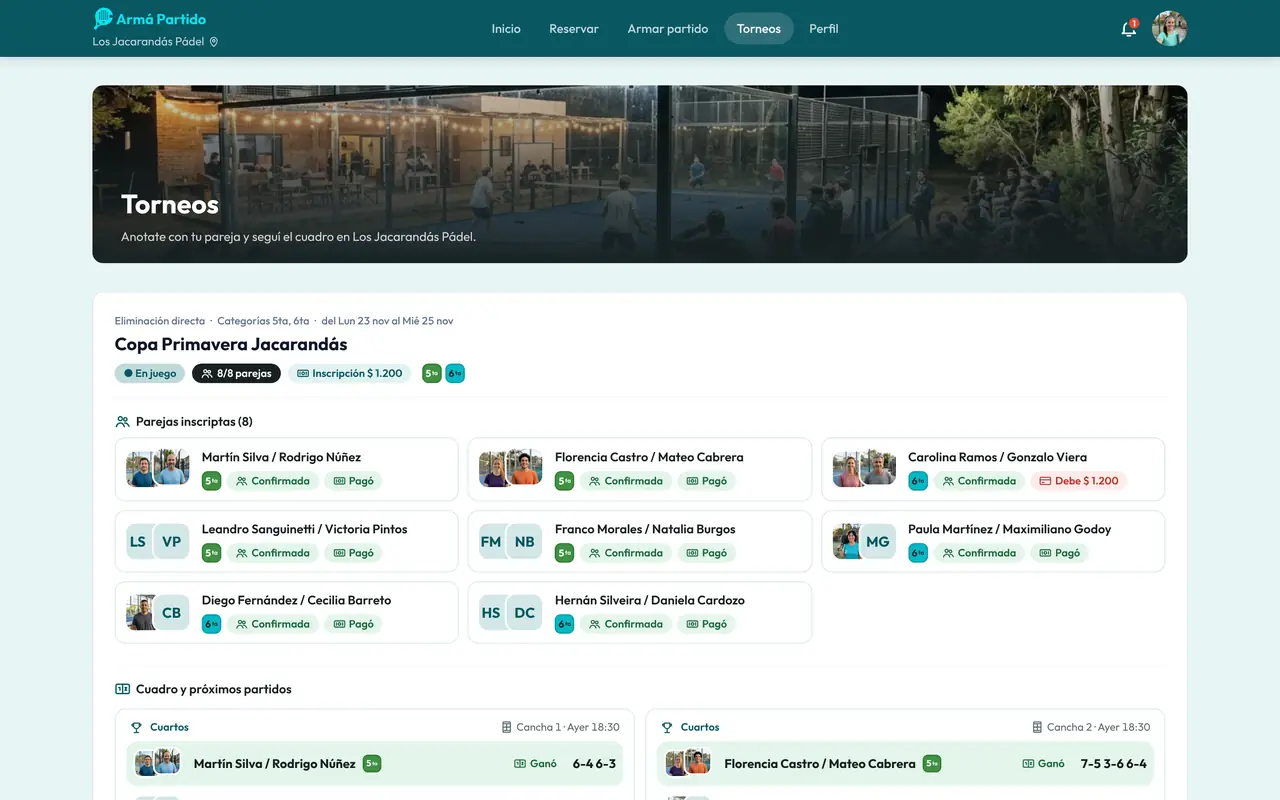 Armá Partido
Los Jacarandás Pádel
Inicio
Reservar
Armar partido
Torneos
Perfil
1
Torneos
Anotate con tu pareja y seguí el cuadro en Los Jacarandás Pádel.
Eliminación directa · Categorías 5ta, 6ta · del Lun 23 nov al Mié 25 nov
Copa Primavera Jacarandás
En juego
8/8 parejas
Inscripción $ 1.200
5ta
6ta
Parejas inscriptas (8)
Martín Silva / Rodrigo Núñez
5ta Confirmada Pagó
Florencia Castro / Mateo Cabrera
5ta Confirmada Pagó
Carolina Ramos / Gonzalo Viera
6ta Confirmada Debe $ 1.200
LS VP
Leandro Sanguinetti / Victoria Pintos
5ta Confirmada Pagó
FM NB
Franco Morales / Natalia Burgos
5ta Confirmada Pagó
MG
Paula Martínez / Maximiliano Godoy
6ta Confirmada Pagó
CB
Diego Fernández / Cecilia Barreto
6ta Confirmada Pagó
HS DC
Hernán Silveira / Daniela Cardozo
6ta Confirmada Pagó
Cuadro y próximos partidos
Cuartos
Cancha 1 · Ayer 18:30
Martín Silva / Rodrigo Núñez 5ta Ganó 6-4 6-3
Cuartos
Cancha 2 · Ayer 18:30
Florencia Castro / Mateo Cabrera 5ta Ganó 7-5 3-6 6-4